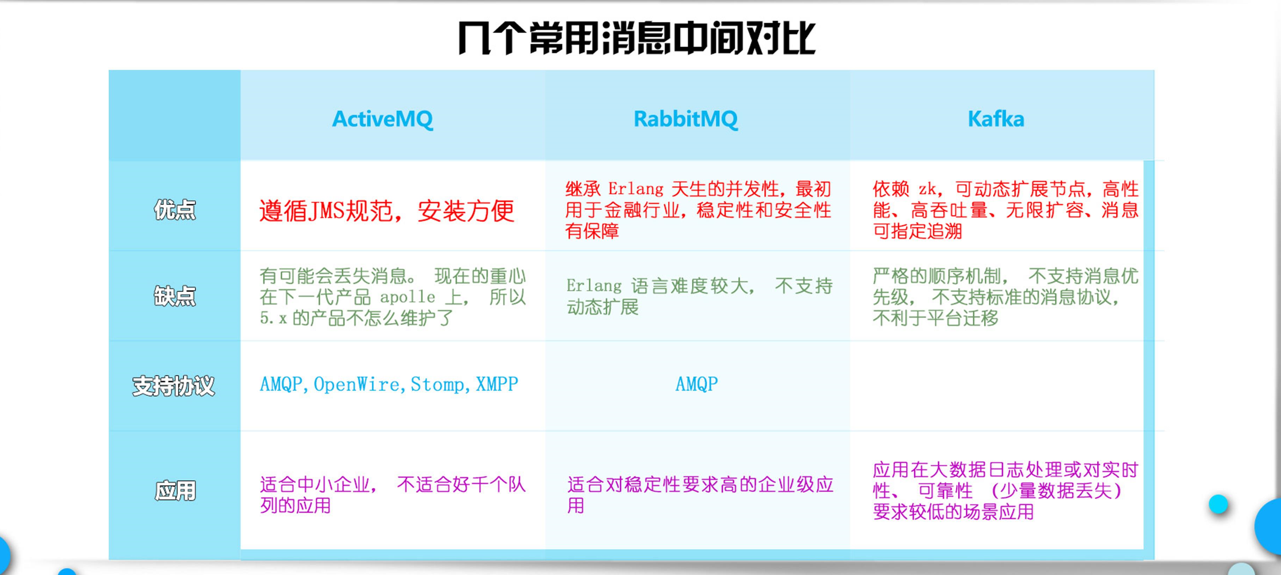 几个常用消息中间对比
ActiveMQ
RabbitMQ
Kafka
优点
遵循JMS规范，安装方便
继承 Erlang 天生的并发性，最初
用于金融行业，稳定性和安全性
有保障
依赖 zk，可动态扩展节点，高性
能、高吞吐量、无限扩容、消息
可指定追溯
缺点
有可能会丢失消息。 现在的重心
在下一代产品 apolle 上， 所以
5.x 的产品不怎么维护了
Erlang 语言难度较大， 不支持
动态扩展
严格的顺序机制， 不支持消息优
先级， 不支持标准的消息协议，
不利于平台迁移
支持协议
AMQP,OpenWire,Stomp,XMPP
AMQP
应用
适合中小企业， 不适合好千个队
列的应用
适合对稳定性要求高的企业级应
用
应用在大数据日志处理或对实时
性、 可靠性 （少量数据丢失）
要求较低的场景应用